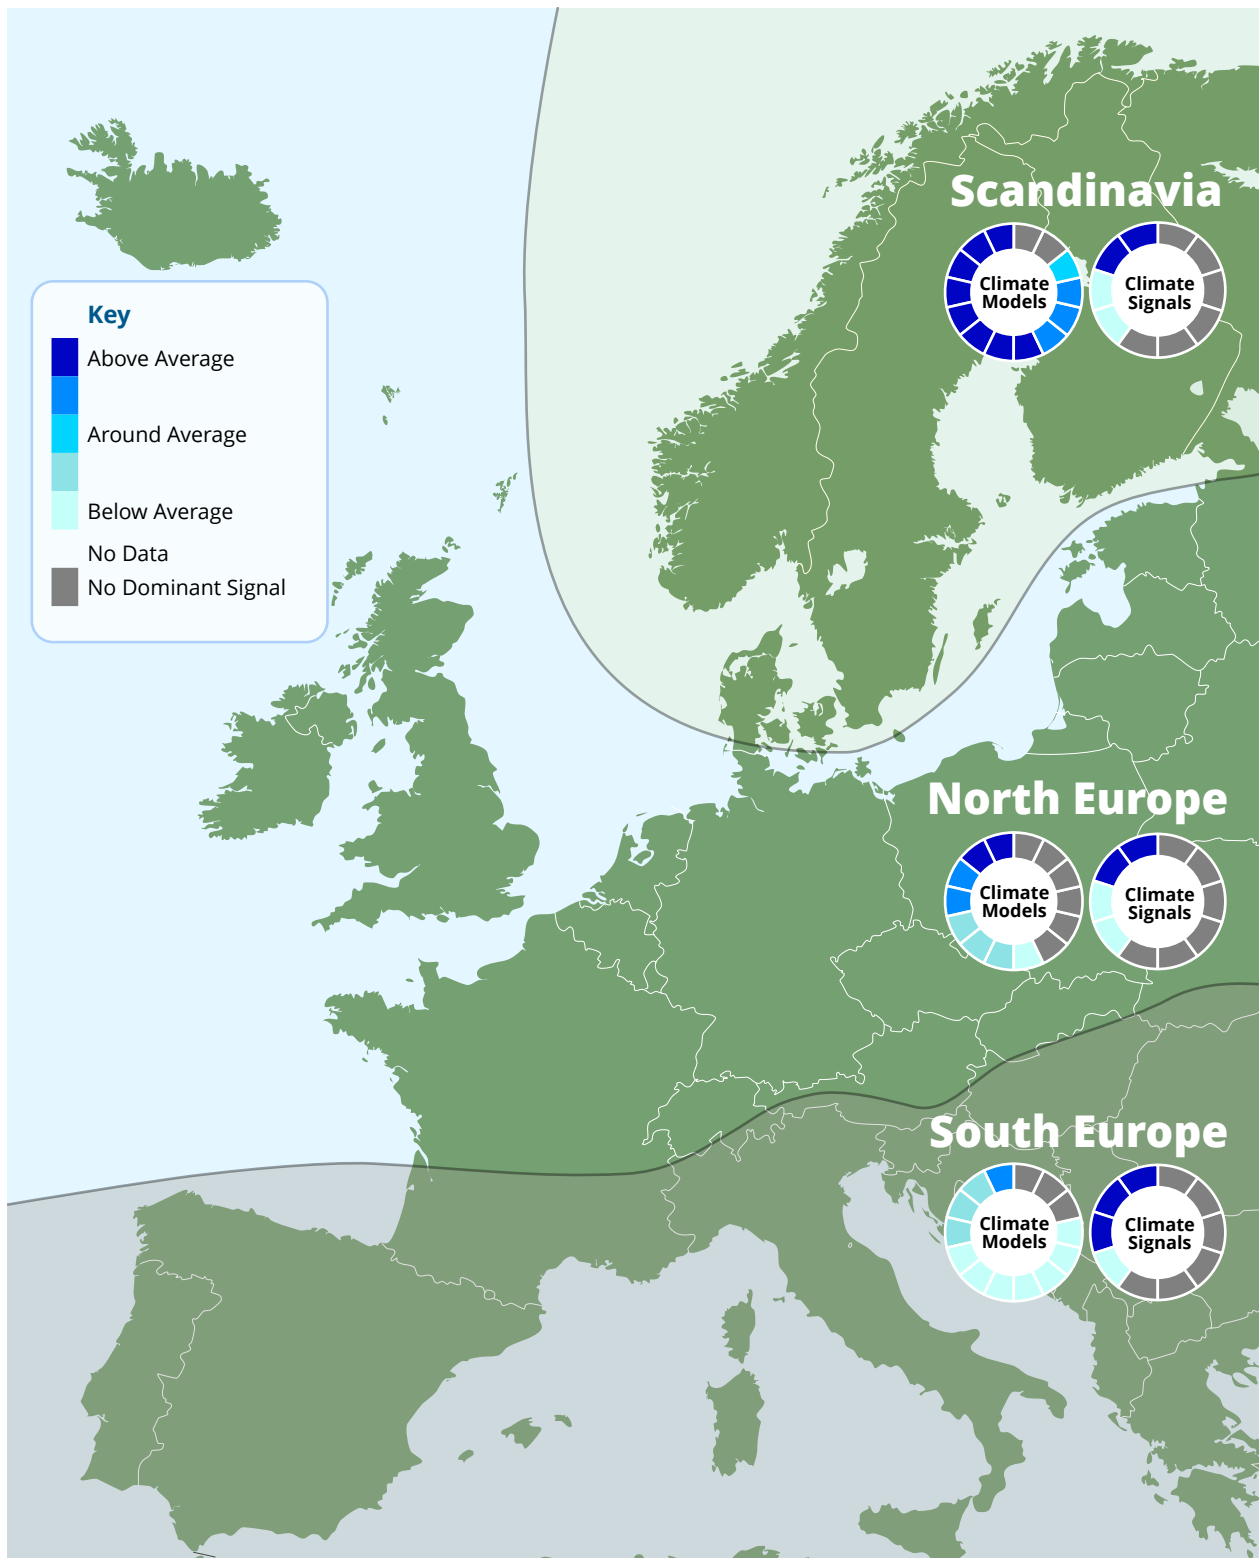 Scandinavia
Climate
Models
Climate
Signals
Key
Above Average
Around Average
Below Average
No Data
No Dominant Signal
North Europe
Climate
Models
Climate
Signals
South Europe
Climate
Models
Climate
Signals